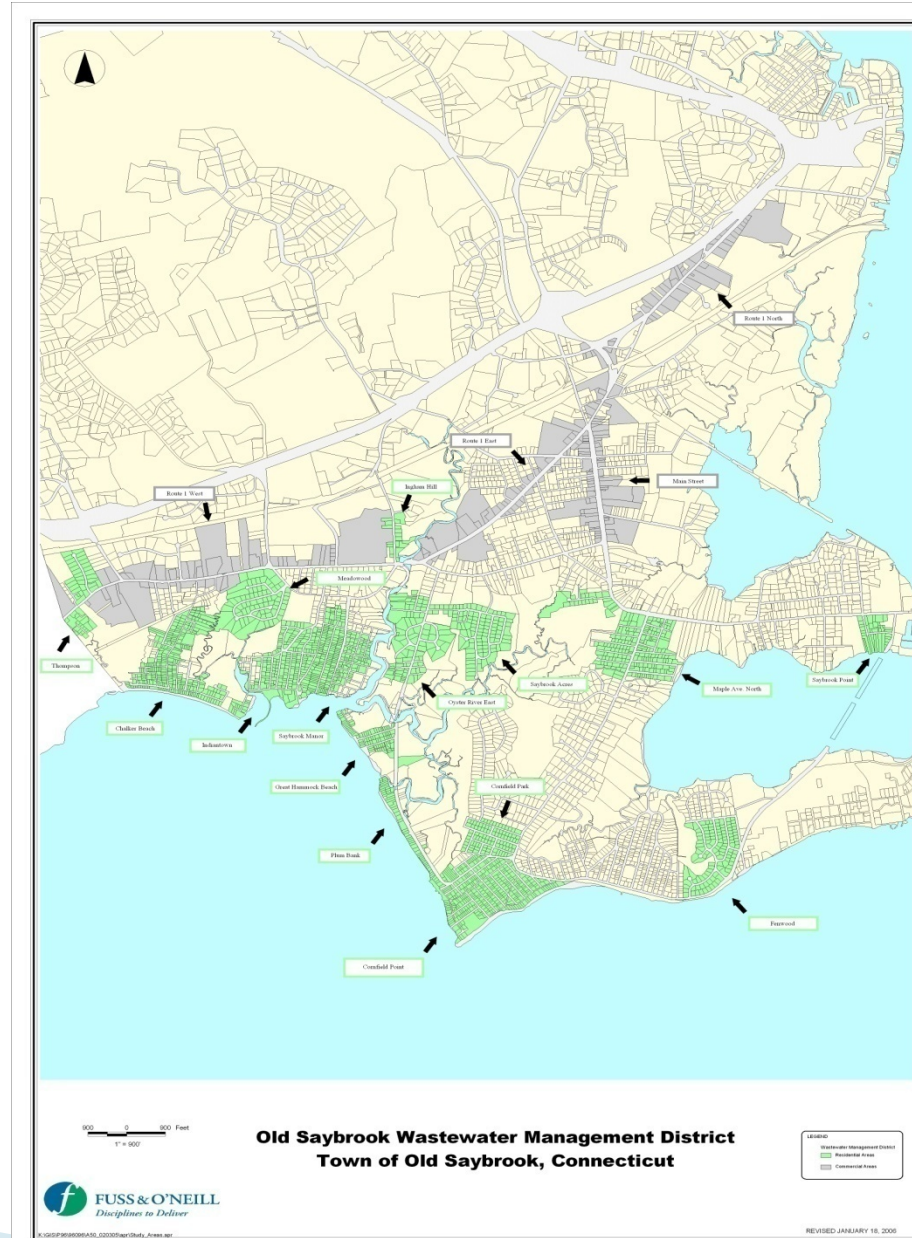 Route 1 North
Route 1 East
Main Street
Ingham Hill
Route 1 West
Meadowood
Thompson
Saybrook Acres
Maple Ave. North
Saybrook Point
Oyster River East
Chalker Beach
Indiantown
Saybrook Manor
Great Hammock Beach
Cornfield Park
Plum Bank
Fenwood
Cornfield Point
900 0 900 Feet
1" = 900'
Old Saybrook Wastewater Management District
Town of Old Saybrook, Connecticut
LEGEND
Wastewater Management District
Residential Areas
Commercial Areas
FUSS & O'NEILL
Disciplines to Deliver
REVISED JANUARY 18, 2006